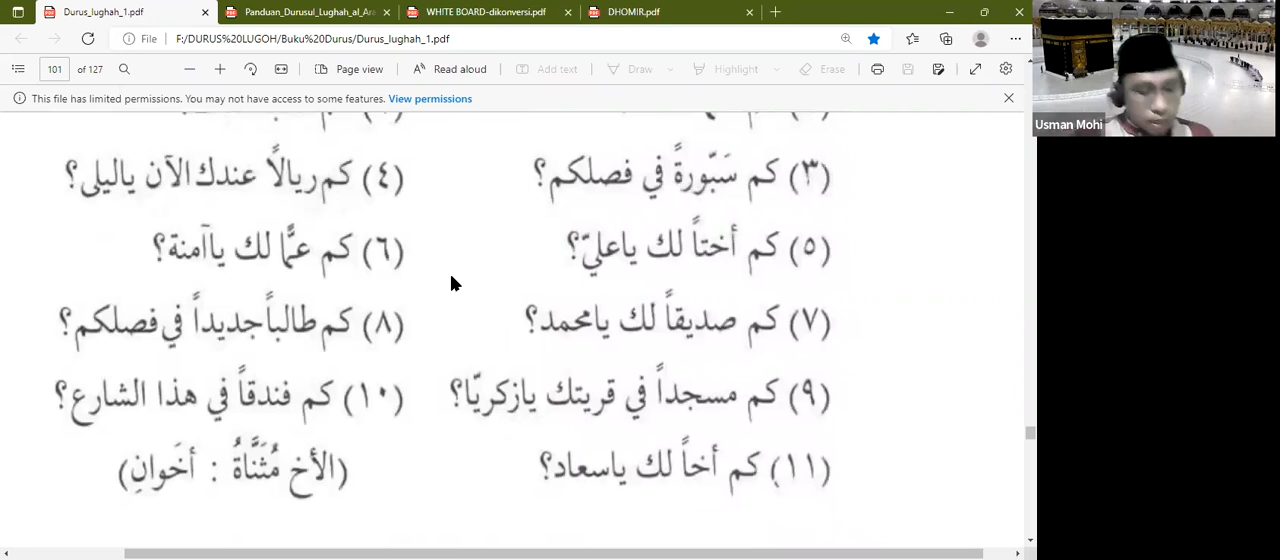 Durus_lughah_1.pdf
Panduan_Durusul_Lughah_al_Ara
WHITE BOARD-dikonversi.pdf
DHOMIR.pdf
File
F:/DURUS%20LUGOH/Buku%20Durus/Durus_lughah_1.pdf
101 of 127
Page view
Read aloud
Add text
Draw
Highlight
Erase
This file has limited permissions. You may not have access to some features. View permissions
Usman Mohi
(٣) كم سَبّورةً في فصلكم؟
(٤) كم ريالاً عندك الآن ياليلى؟
(٥) كم أختاً لك ياعليّ؟
(٦) كم عمًّا لك ياآمنة؟
(٧) كم صديقاً لك يامحمد؟
(٨) كم طالباً جديداً في فصلكم؟
(٩) كم مسجداً في قريتك يازكريّا؟
(١٠) كم فندقاً في هذا الشارع؟
(١١) كم أخاً لك ياسعاد؟
(الأخ مُثَنَّاهُ : أخَوانِ)